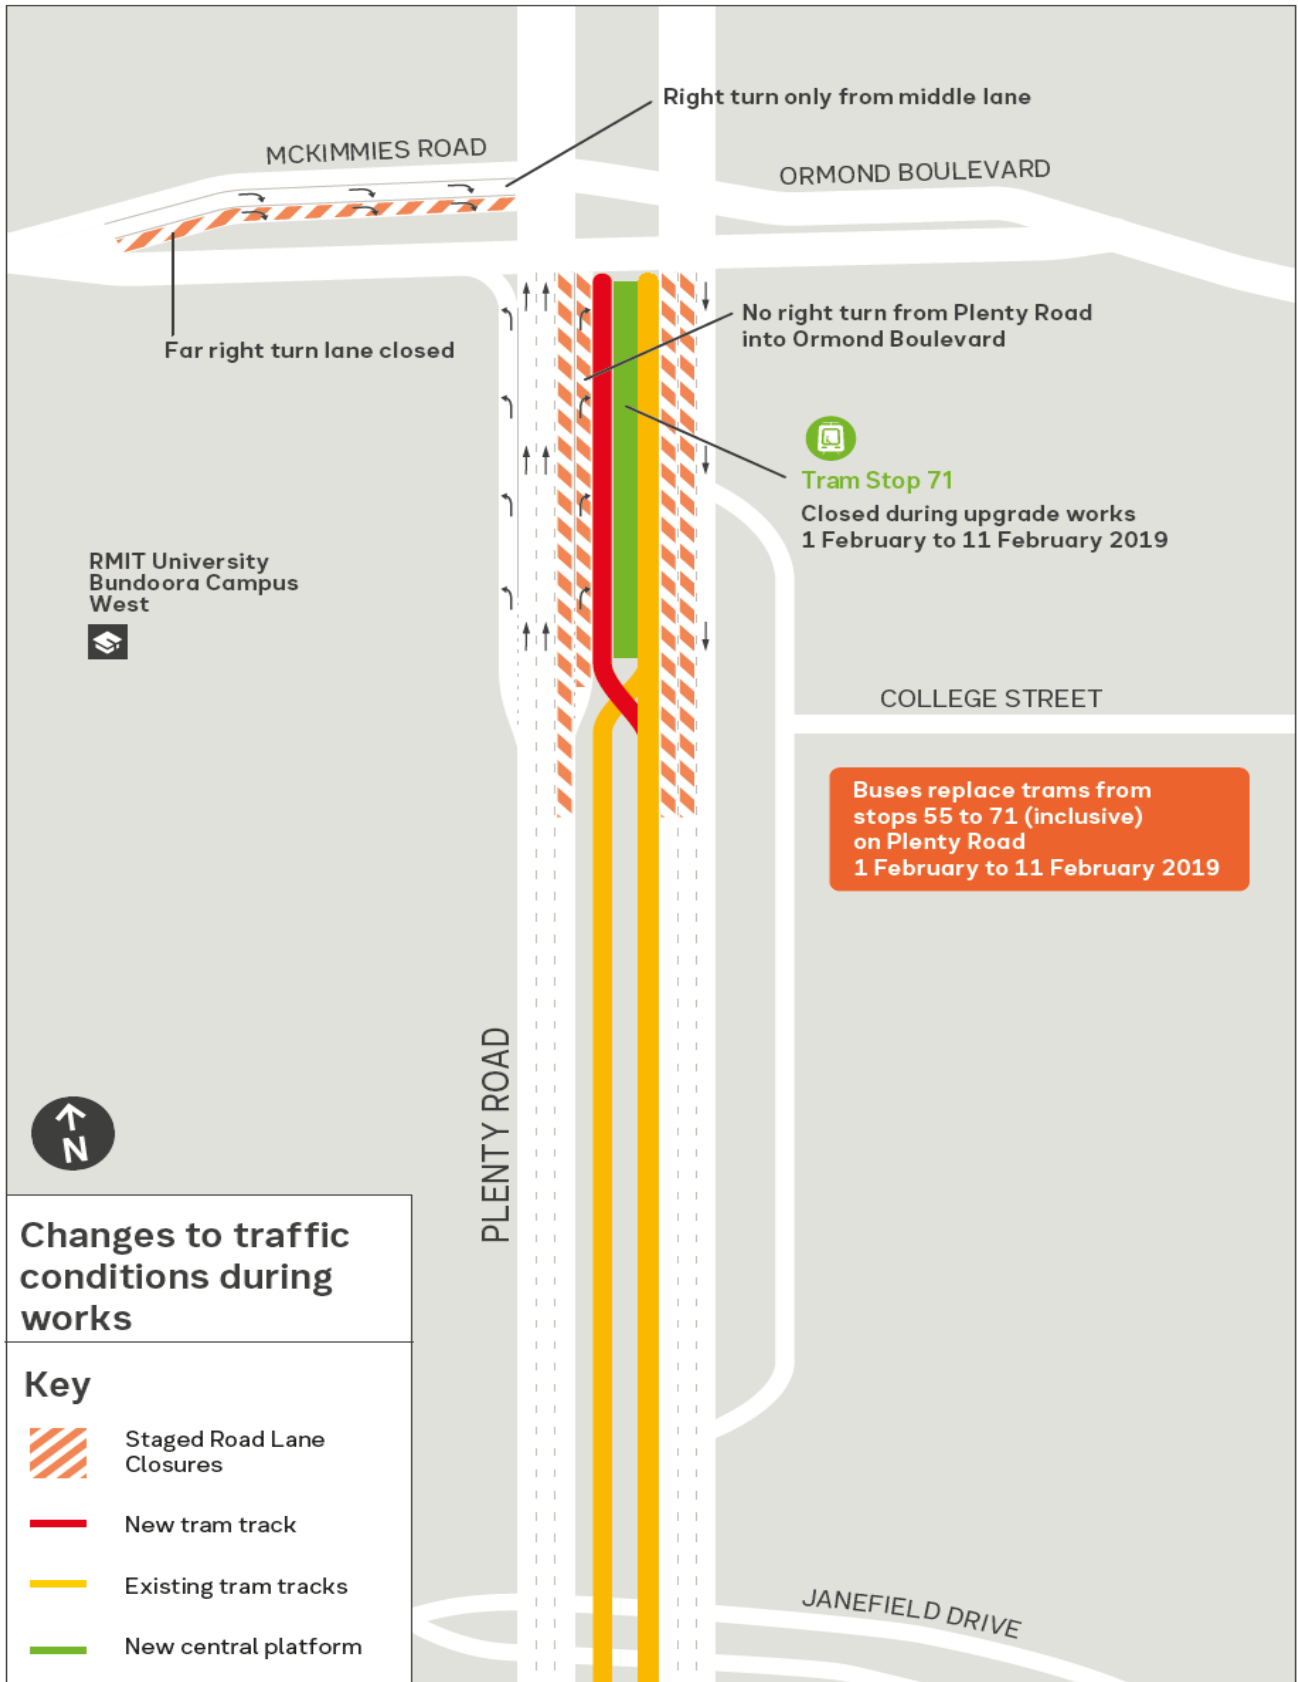 Right turn only from middle lane
MCKIMMIES ROAD
ORMOND BOULEVARD
No right turn from Plenty Road
into Ormond Boulevard
Far right turn lane closed
Tram Stop 71
Closed during upgrade works
1 February to 11 February 2019
RMIT University
Bundoora Campus
West
COLLEGE STREET
Buses replace trams from
stops 55 to 71 (inclusive)
on Plenty Road
1 February to 11 February 2019
PLENTY ROAD
N
Changes to traffic
conditions during
works
Key
Staged Road Lane
Closures
New tram track
Existing tram tracks
New central platform
JANEFIELD DRIVE